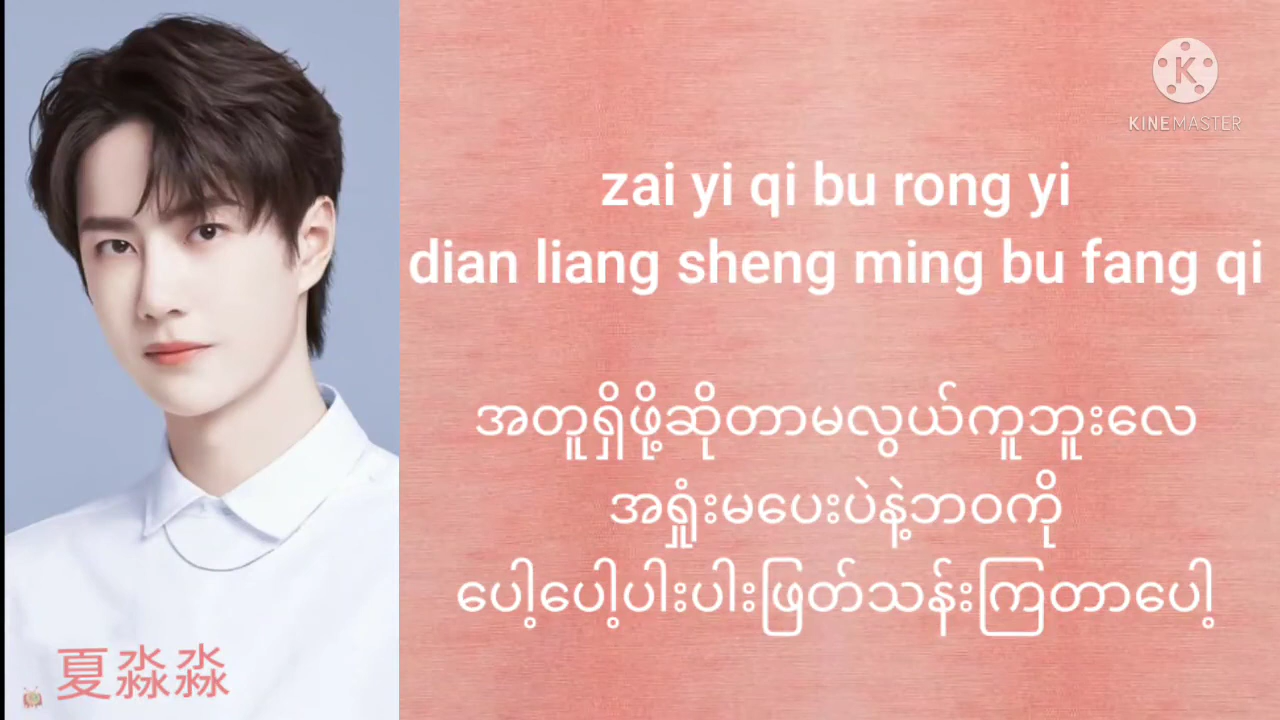 KINEMASTER
zai yi qi bu rong yi
dian liang sheng ming bu fang qi
အတူရှိဖို့ဆိုတာမလွယ်ကူဘူးလေ
အရှုံးမပေးပဲနဲ့ဘဝကို
ပေါ့ပေါ့ပါးပါးဖြတ်သန်းကြတာပေါ့
夏淼淼